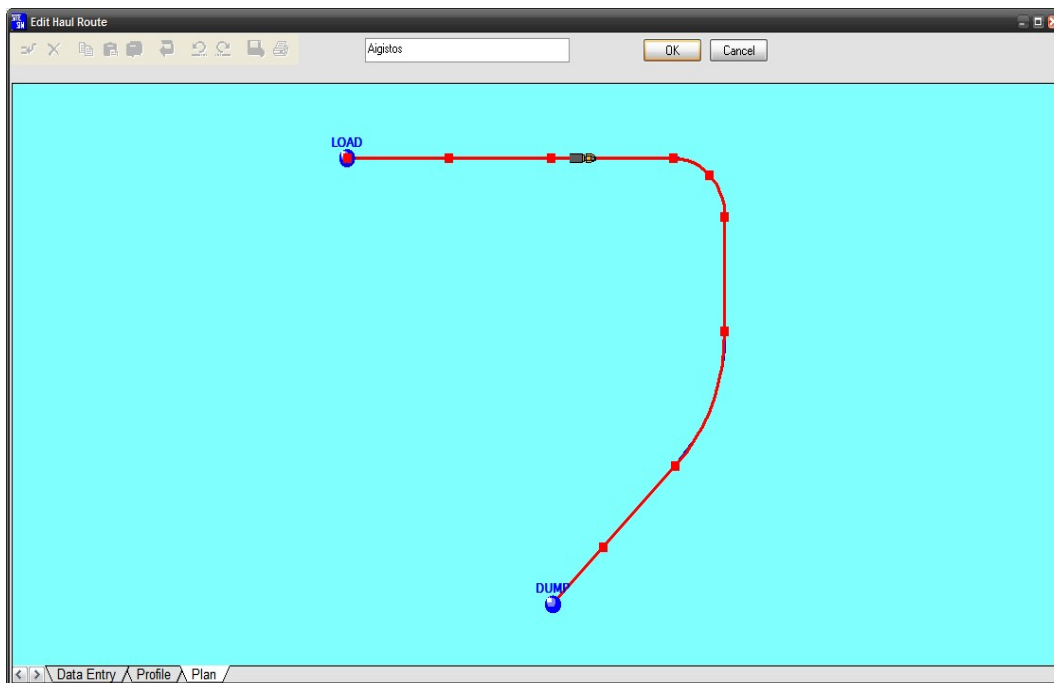 Edit Haul Route
Aigistos
OK
Cancel
LOAD
DUMP
Data Entry
Profile
Plan